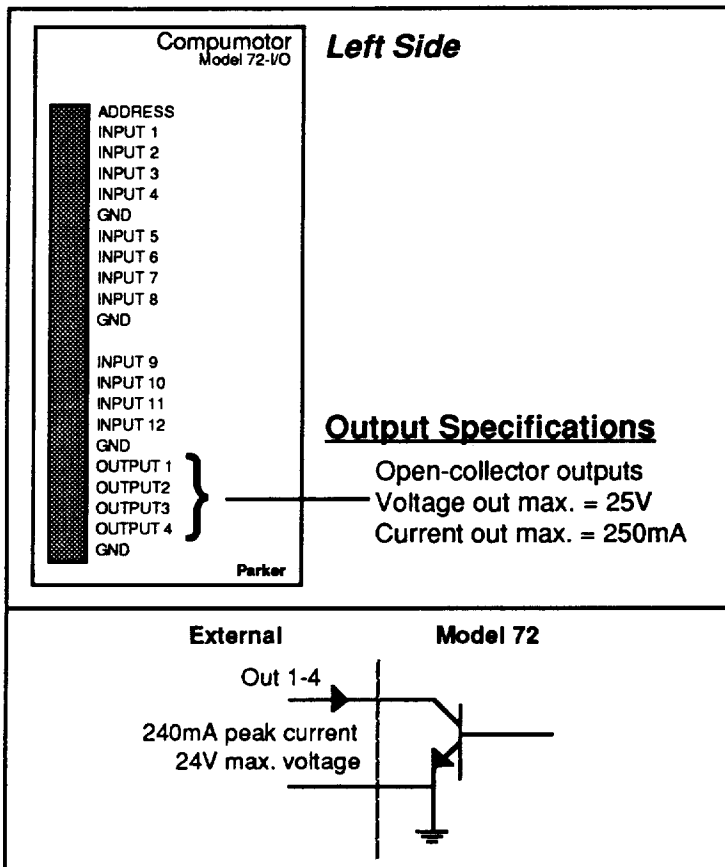 Compumotor
Model 72-I/O
Left Side
ADDRESS
INPUT 1
INPUT 2
INPUT 3
INPUT 4
GND
INPUT 5
INPUT 6
INPUT 7
INPUT 8
GND
INPUT 9
INPUT 10
INPUT 11
INPUT 12
GND
OUTPUT 1
OUTPUT2
OUTPUT3
OUTPUT 4
GND
Parker
Output Specifications
Open-collector outputs
Voltage out max. = 25V
Current out max. = 250mA
External
Model 72
Out 1-4
240mA peak current
24V max. voltage